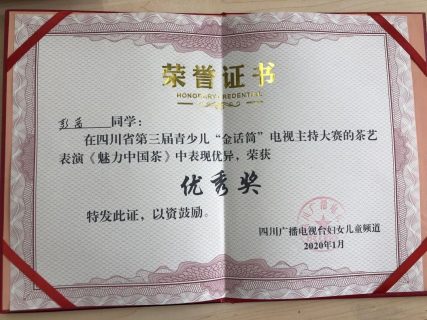 荣誉证书
HONORARY CREDENTIAL
同学：
在四川省第三届青少儿“金话筒”电视主持大赛的茶艺
表演《魅力中国茶》中表现优异，荣获
优秀奖
特发此证，以资鼓励。
四川广播电视台妇女儿童频道
2020年1月